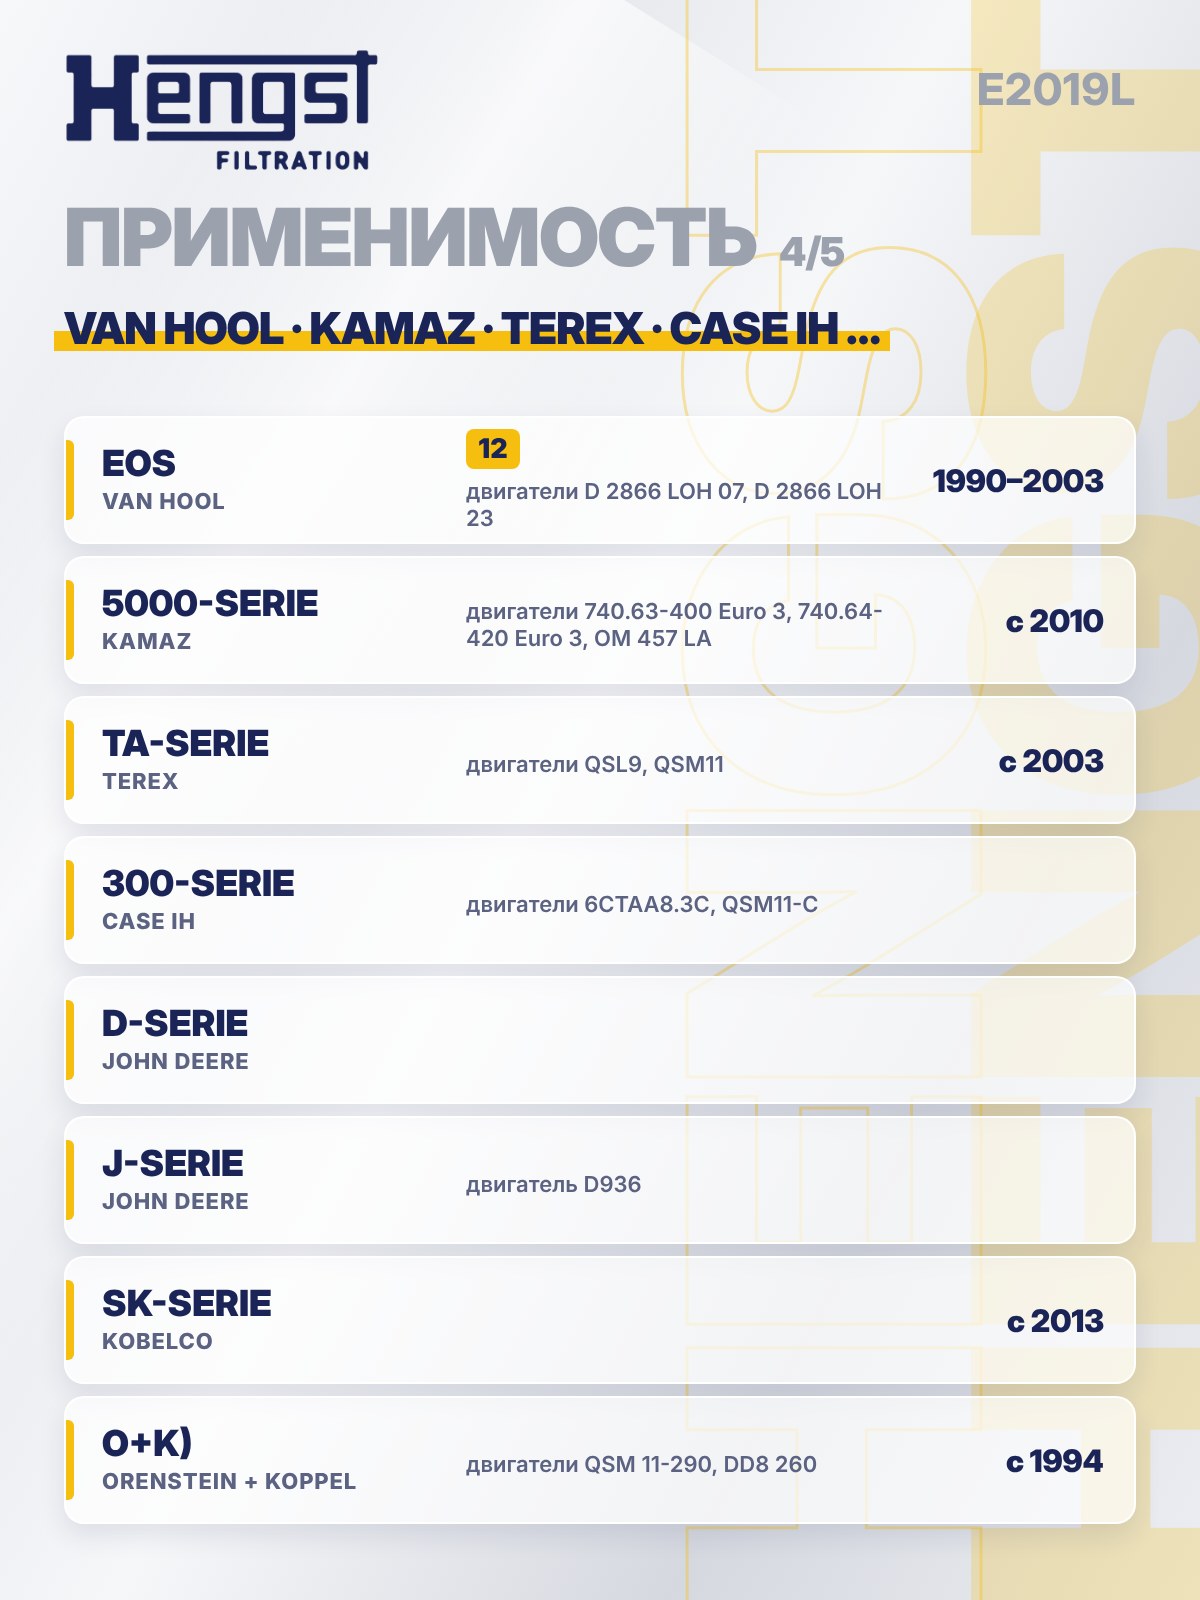 Hengst
FILTRATION
E2019L
ПРИМЕНИМОСТЬ 4/5
VAN HOOL · KAMAZ · TEREX · CASE IH ...
EOS
VAN HOOL
12
двигатели D 2866 LOH 07, D 2866 LOH
23
1990–2003
5000-SERIE
KAMAZ
двигатели 740.63-400 Euro 3, 740.64-
420 Euro 3, OM 457 LA
с 2010
TA-SERIE
TEREX
двигатели QSL9, QSM11
с 2003
300-SERIE
CASE IH
двигатели 6CTAA8.3C, QSM11-C
D-SERIE
JOHN DEERE
J-SERIE
JOHN DEERE
двигатель D936
SK-SERIE
KOBELCO
с 2013
O+K)
ORENSTEIN + KOPPEL
двигатели QSM 11-290, DD8 260
с 1994
HENGST
HENGST